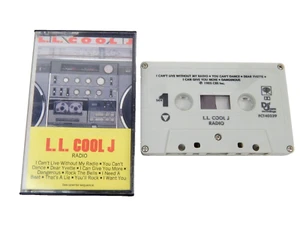 L.L. COOL J
L.L. COOL J
RADIO
I Can't Live Without My Radio • You Can't
Dance • Dear Yvette • I Can Give You More •
Dangerous • Rock The Bells • I Need A
Beat • That's A Lie • You'll Rock • I Want You
I CAN'T LIVE WITHOUT MY RADIO • YOU CAN'T DANCE • DEAR YVETTE •
I CAN GIVE YOU MORE • DANGEROUS
1
L.L. COOL J
RADIO